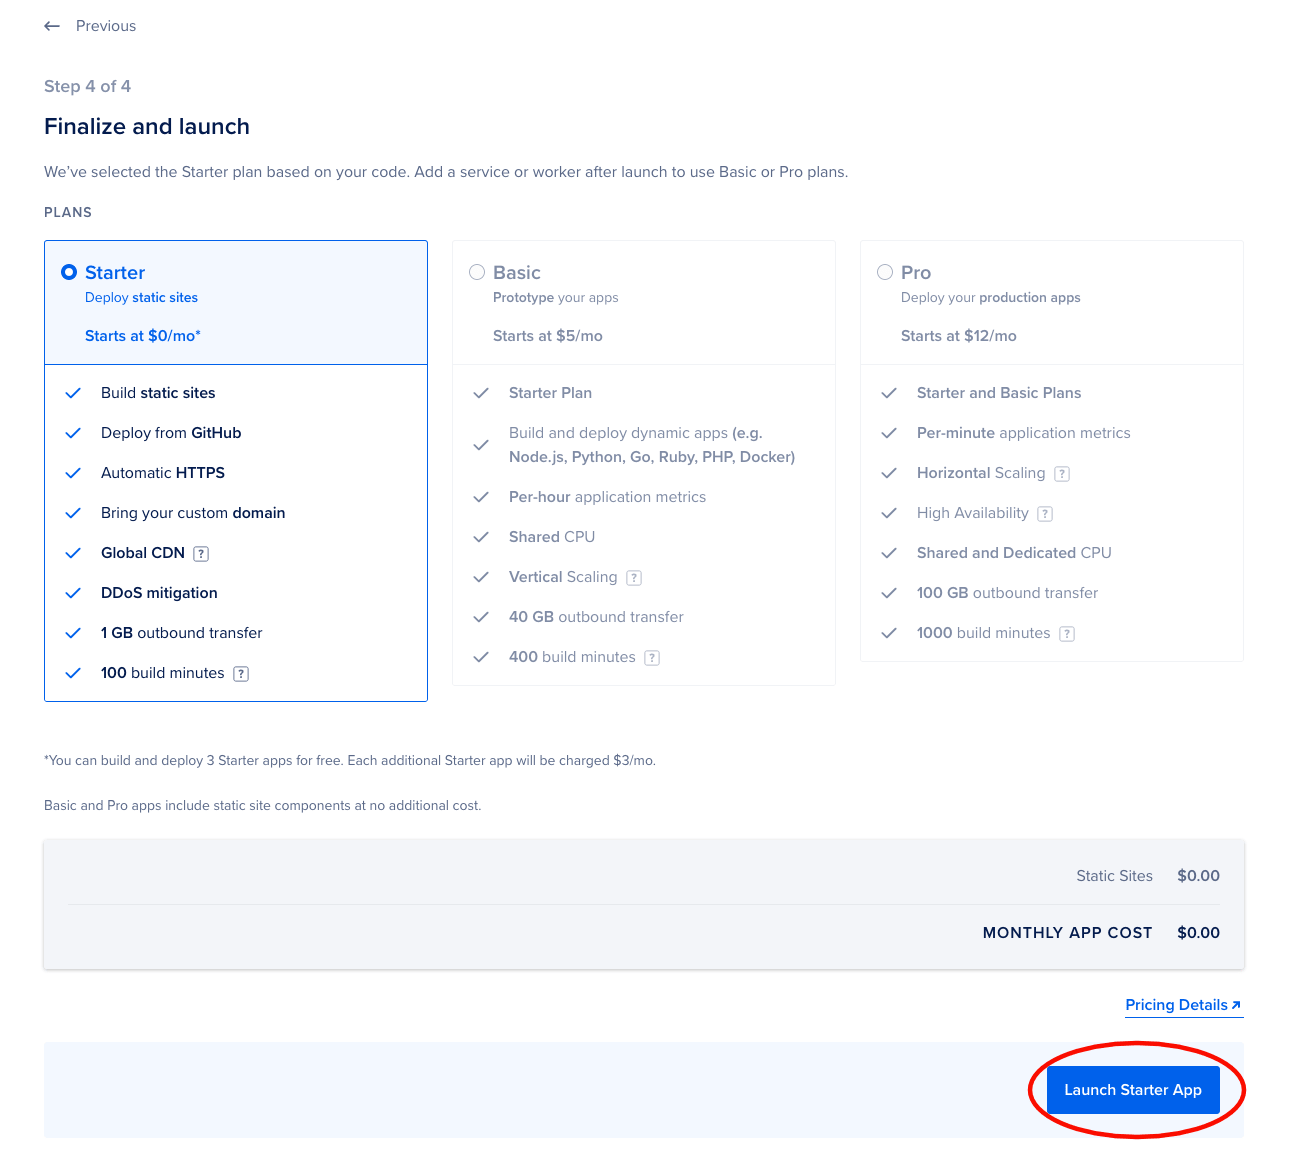 ← Previous
Step 4 of 4
Finalize and launch
We've selected the Starter plan based on your code. Add a service or worker after launch to use Basic or Pro plans.
PLANS
Starter
Deploy static sites
Starts at $0/mo*
Build static sites
Deploy from GitHub
Automatic HTTPS
Bring your custom domain
Global CDN ?
DDoS mitigation
1 GB outbound transfer
100 build minutes ?
Basic
Prototype your apps
Starts at $5/mo
Starter Plan
Build and deploy dynamic apps (e.g.
Node.js, Python, Go, Ruby, PHP, Docker)
Per-hour application metrics
Shared CPU
Vertical Scaling ?
40 GB outbound transfer
400 build minutes ?
Pro
Deploy your production apps
Starts at $12/mo
Starter and Basic Plans
Per-minute application metrics
Horizontal Scaling ?
High Availability ?
Shared and Dedicated CPU
100 GB outbound transfer
1000 build minutes ?
*You can build and deploy 3 Starter apps for free. Each additional Starter app will be charged $3/mo.
Basic and Pro apps include static site components at no additional cost.
Static Sites $0.00
MONTHLY APP COST $0.00
Pricing Details ↗
Launch Starter App